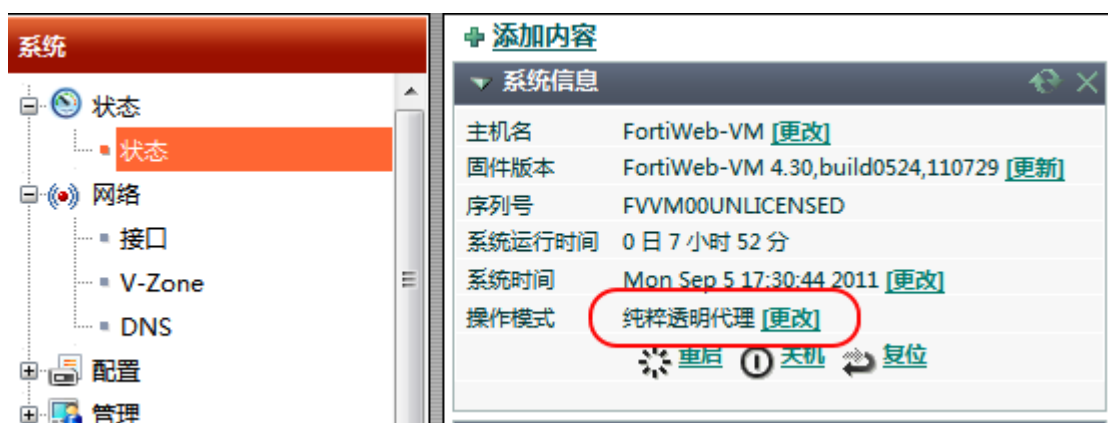 系统
状态
状态
网络
接口
V-Zone
DNS
配置
管理
添加内容
系统信息
主机名 FortiWeb-VM [更改]
固件版本 FortiWeb-VM 4.30,build0524,110729 [更新]
序列号 FVVM00UNLICENSED
系统运行时间 0 日 7 小时 52 分
系统时间 Mon Sep 5 17:30:44 2011 [更改]
操作模式 纯粹透明代理 [更改]
重启 关机 复位